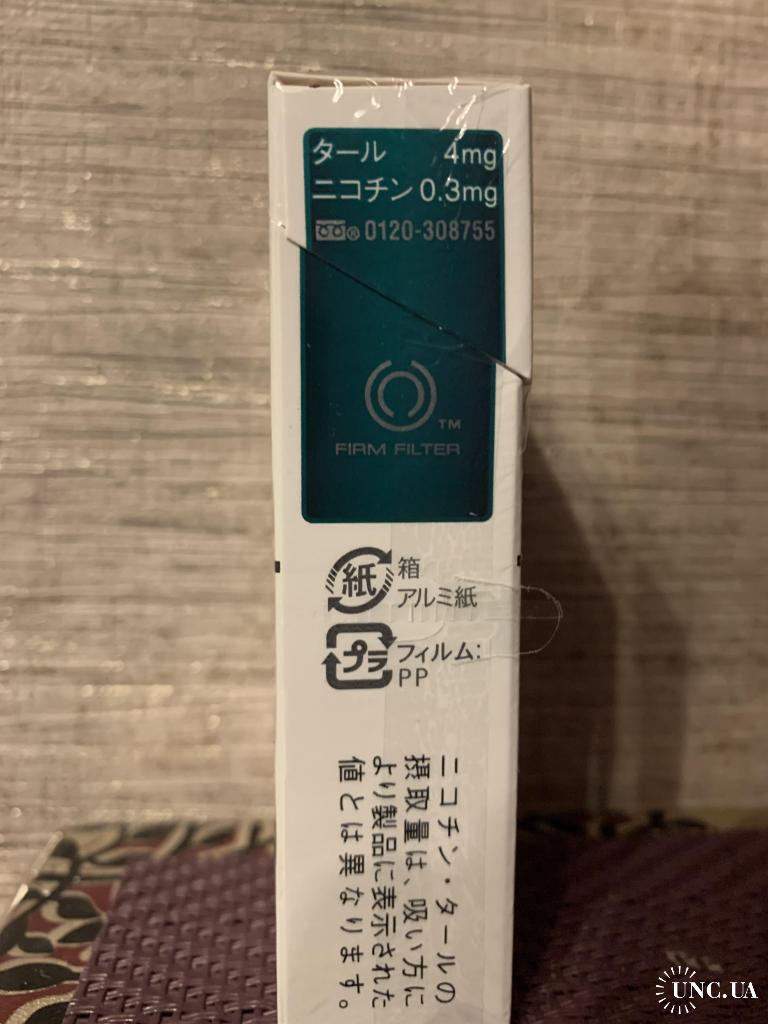 タール 4mg
ニコチン 0.3mg
® 0120-308755
TM
FIRM FILTER
紙 箱
アルミ紙
プラ フィルム:
PP
ニコチン・タールの
摂取量は、吸い方に
より製品に表示された
値とは異なります。
UNC.UA